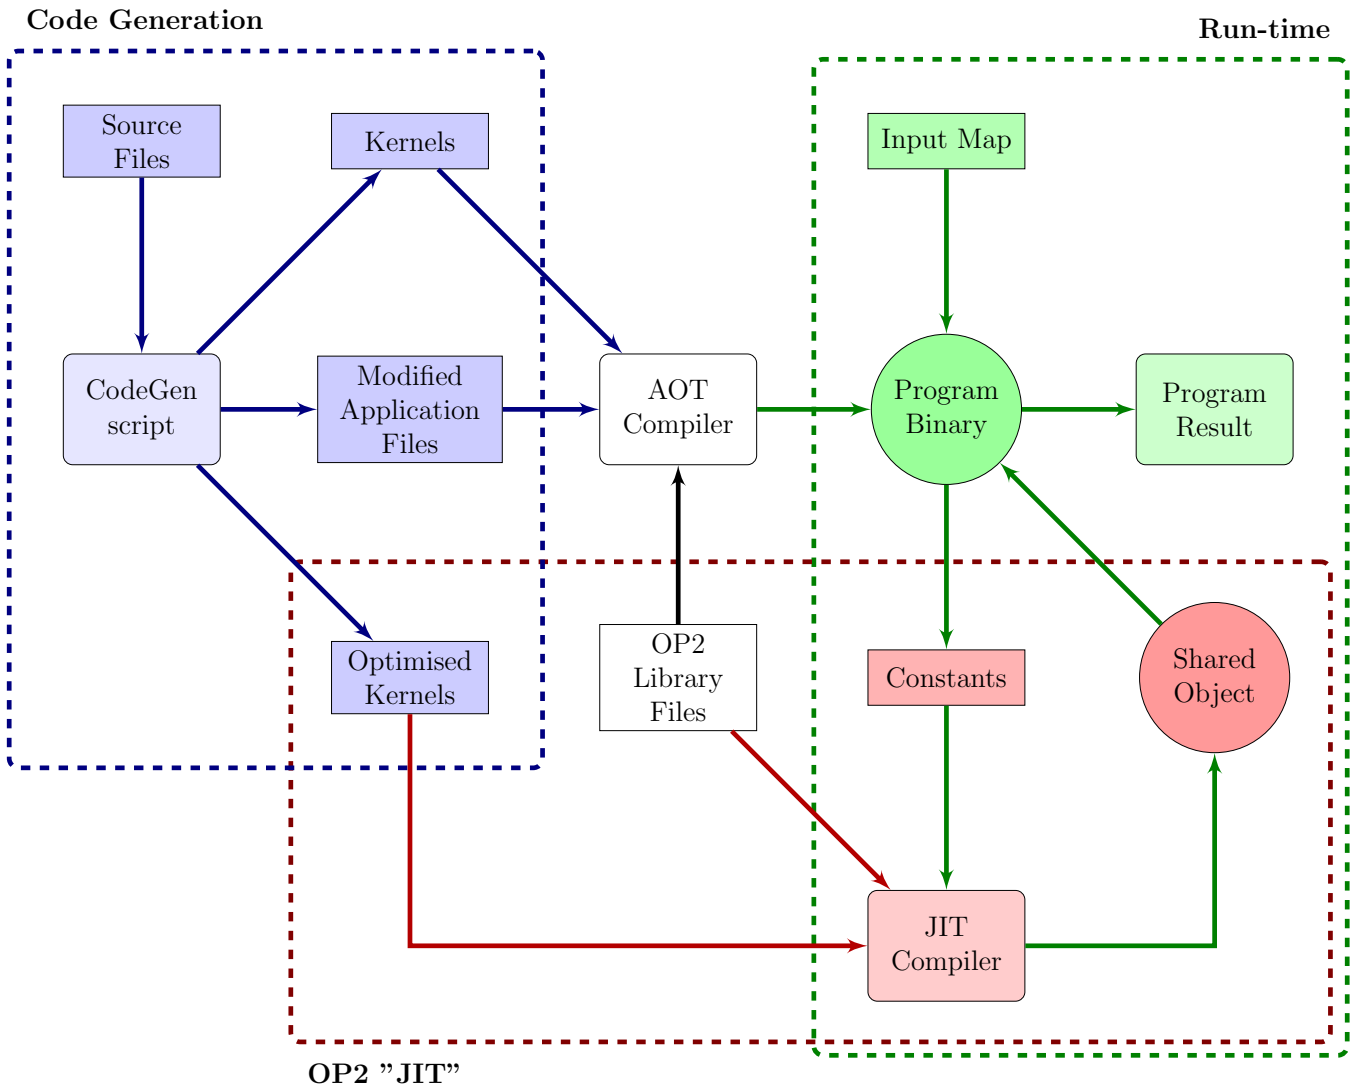 Code Generation
Run-time
Source
Files
Kernels
Input Map
CodeGen
script
Modified
Application
Files
AOT
Compiler
Program
Binary
Program
Result
Optimised
Kernels
OP2
Library
Files
Constants
Shared
Object
JIT
Compiler
OP2 ”JIT”